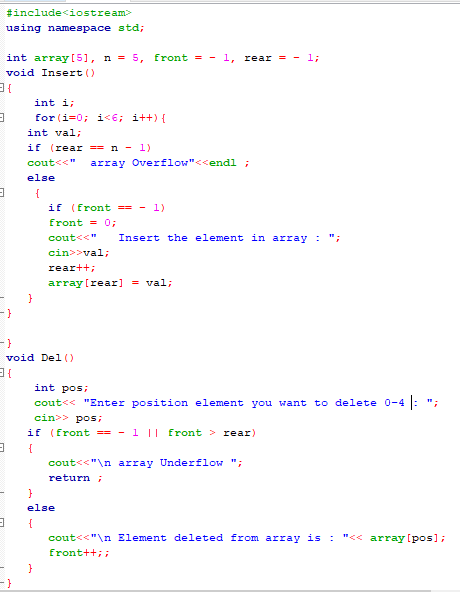 #include<iostream>
using namespace std;
int array[5], n = 5, front = - 1, rear = - 1;
void Insert()
{
int i;
for(i=0; i<6; i++){
int val;
if (rear == n - 1)
cout<<"  array Overflow"<<endl ;
else
{
if (front == - 1)
front = 0;
cout<<"   Insert the element in array : ";
cin>>val;
rear++;
array[rear] = val;
}
}
}
void Del()
{
int pos;
cout<< "Enter position element you want to delete 0-4 : ";
cin>> pos;
if (front == - 1 || front > rear)
{
cout<<"\n array Underflow ";
return ;
}
else
{
cout<<"\n Element deleted from array is : "<< array[pos];
front++;;
}
}